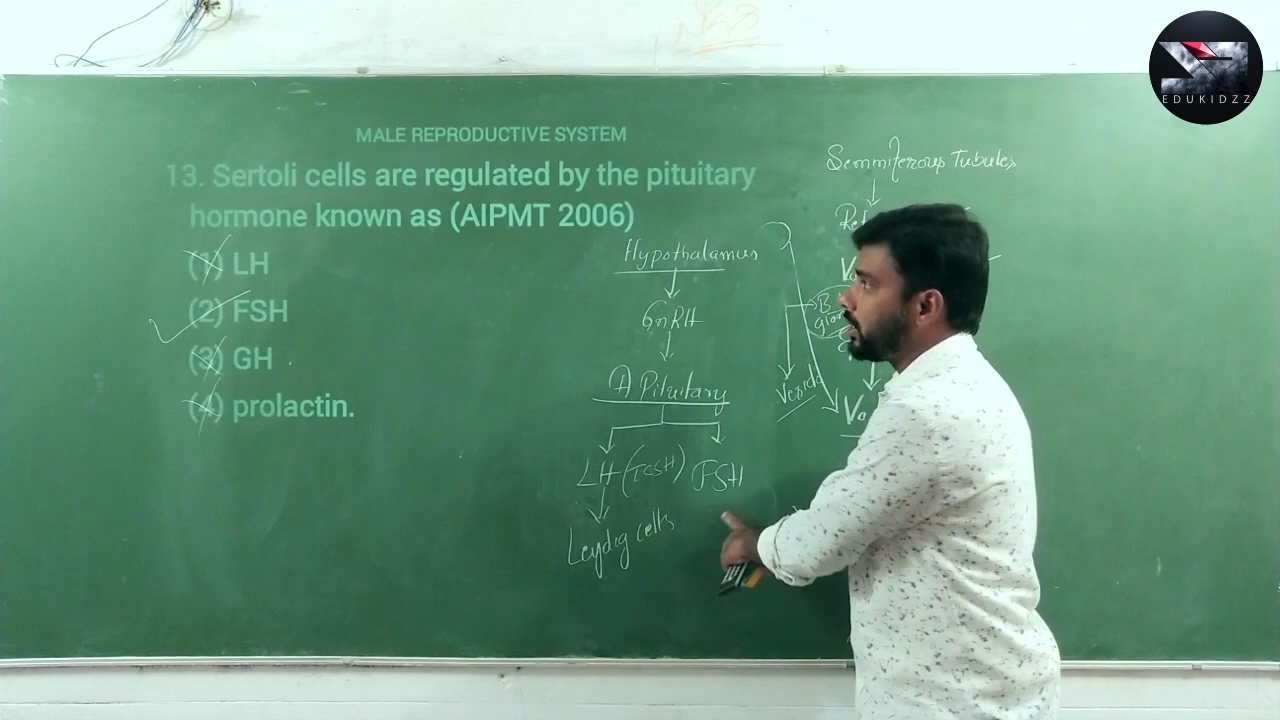 EDUKIDZZ
MALE REPRODUCTIVE SYSTEM
13. Sertoli cells are regulated by the pituitary
hormone known as (AIPMT 2006)
(1) LH
(2) FSH
(3) GH
(4) prolactin.
Hypothalamus
GnRH
A Pituitary
LH (ICSH) FSH
Leydig cells
Semmiferous Tubules